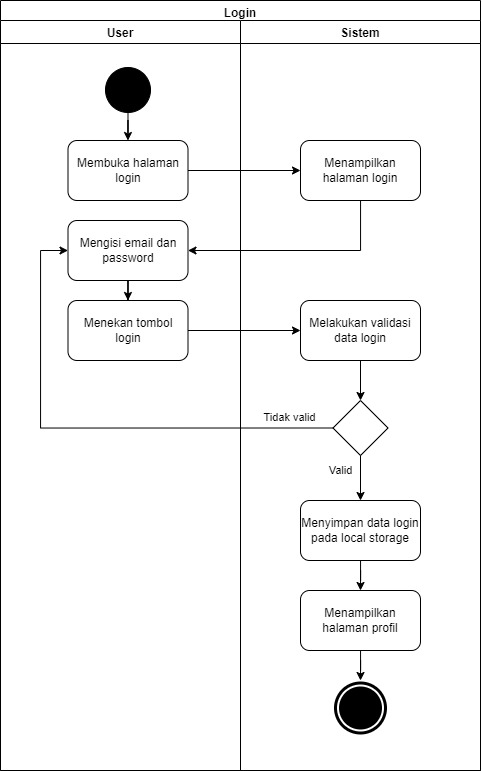 Login
User
Sistem
Membuka halaman
login
Menampilkan
halaman login
Mengisi email dan
password
Menekan tombol
login
Melakukan validasi
data login
Tidak valid
Valid
Menyimpan data login
pada local storage
Menampilkan
halaman profil